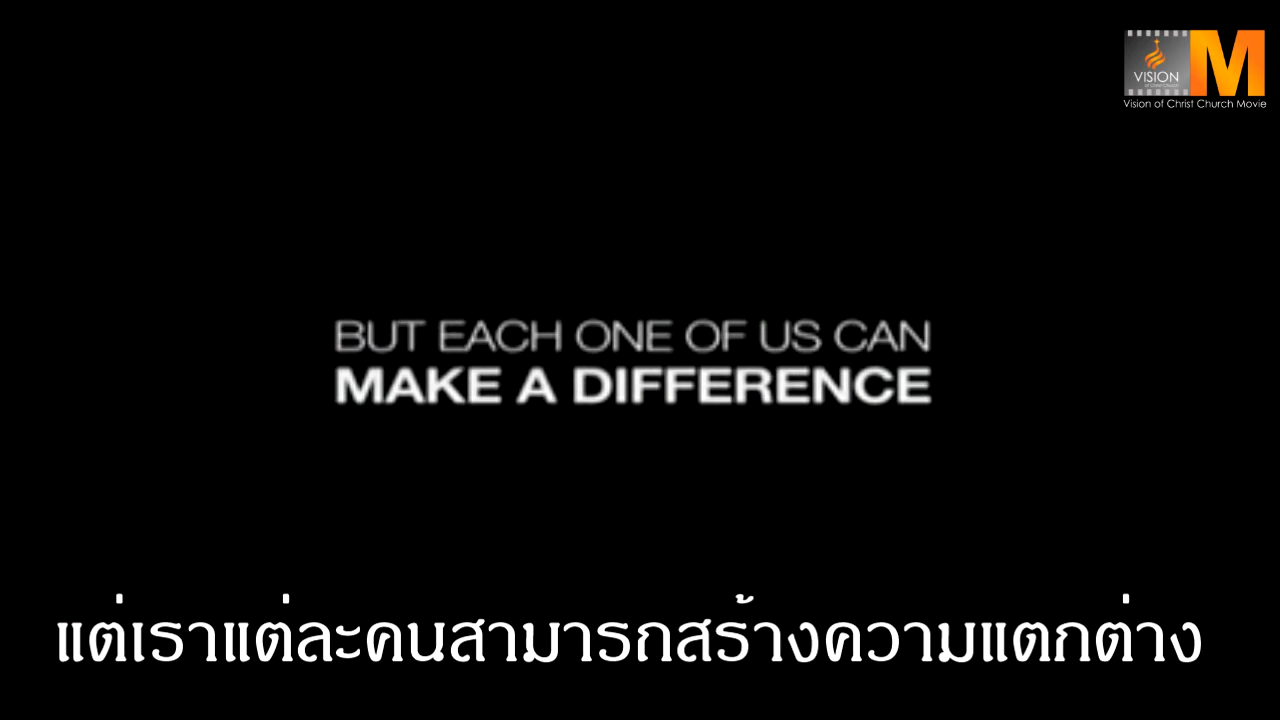 M
VISION
Vision of Christ Church Movie
BUT EACH ONE OF US CAN
MAKE A DIFFERENCE
แต่เราแต่ละคนสามารถสร้างความแตกต่าง